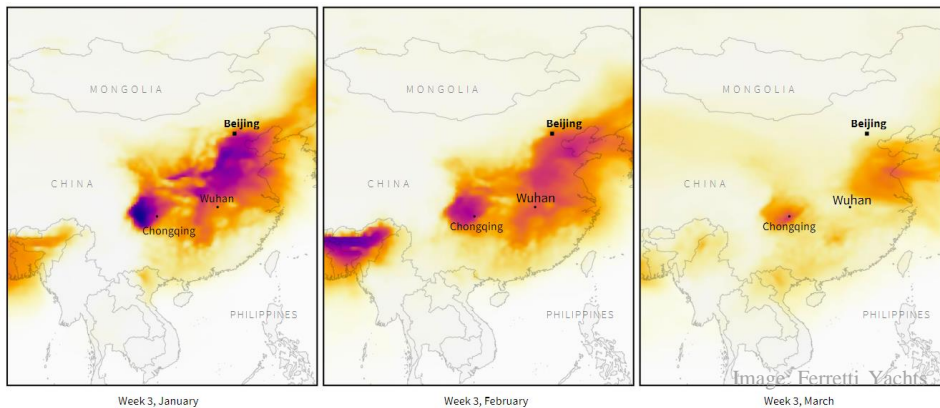 MONGOLIA
Beijing
CHINA
Wuhan
Chongqing
PHILIPPINES
Week 3, January
MONGOLIA
Beijing
CHINA
Wuhan
Chongqing
PHILIPPINES
Week 3, February
MONGOLIA
Beijing
CHINA
Wuhan
Chongqing
PHILIPPINES
Image: Ferretti Yachts
Week 3, March